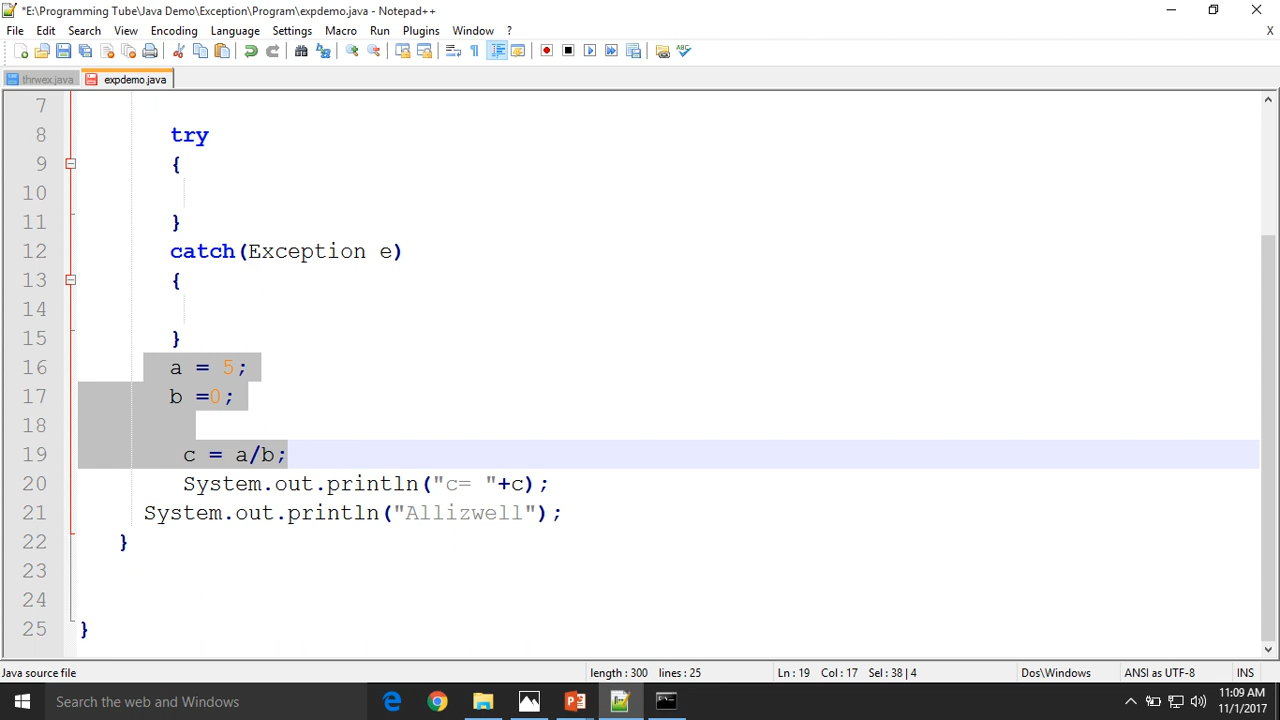 *E:\Programming Tube\Java Demo\Exception\Program\expdemo.java - Notepad++
File Edit Search View Encoding Language Settings Macro Run Plugins Window ? X
thrwex.java expdemo.java
7
8 try
9 {
10
11 }
12 catch(Exception e)
13 {
14
15 }
16 a = 5;
17 b =0;
18
19 c = a/b;
20 System.out.println("c= "+c);
21 System.out.println("Allizwell");
22 }
23
24
25 }
Java source file length : 300 lines : 25 Ln : 19 Col : 17 Sel : 38 | 4 Dos\Windows ANSI as UTF-8 INS
Search the web and Windows
11:09 AM
11/1/2017